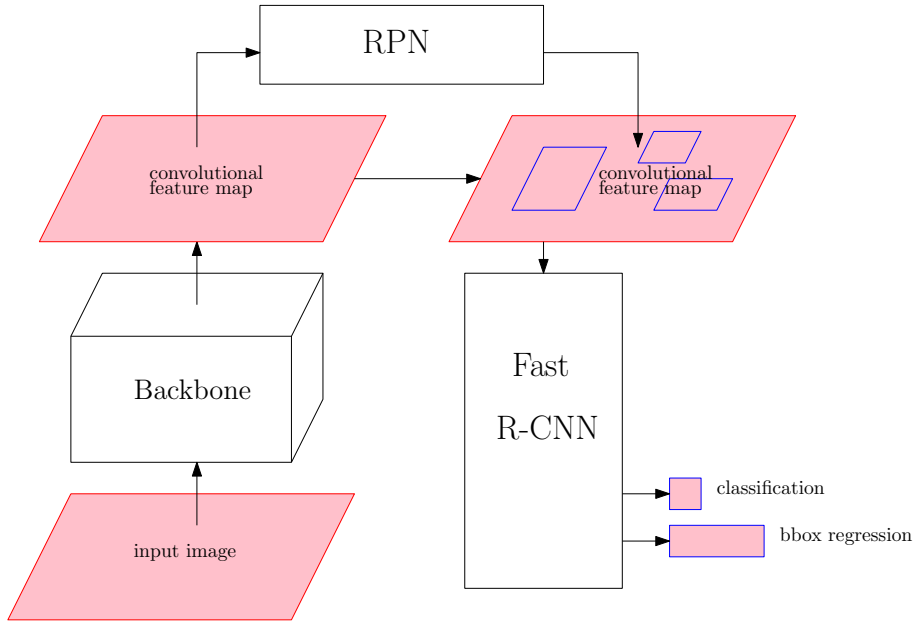 RPN
convolutional
feature map
convolutional
feature map
Backbone
Fast
R-CNN
classification
bbox regression
input image